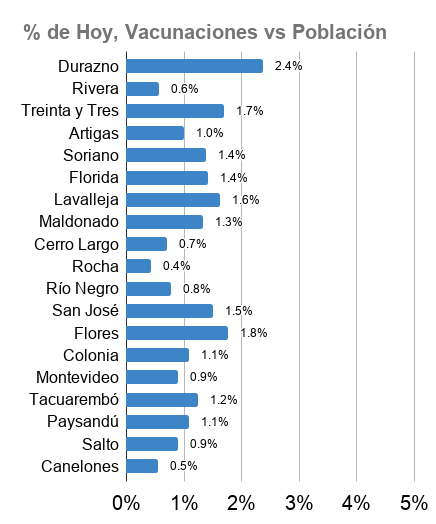 % de Hoy, Vacunaciones vs Población
Durazno 2.4%
Rivera 0.6%
Treinta y Tres 1.7%
Artigas 1.0%
Soriano 1.4%
Florida 1.4%
Lavalleja 1.6%
Maldonado 1.3%
Cerro Largo 0.7%
Rocha 0.4%
Río Negro 0.8%
San José 1.5%
Flores 1.8%
Colonia 1.1%
Montevideo 0.9%
Tacuarembó 1.2%
Paysandú 1.1%
Salto 0.9%
Canelones 0.5%
0% 1% 2% 3% 4% 5%